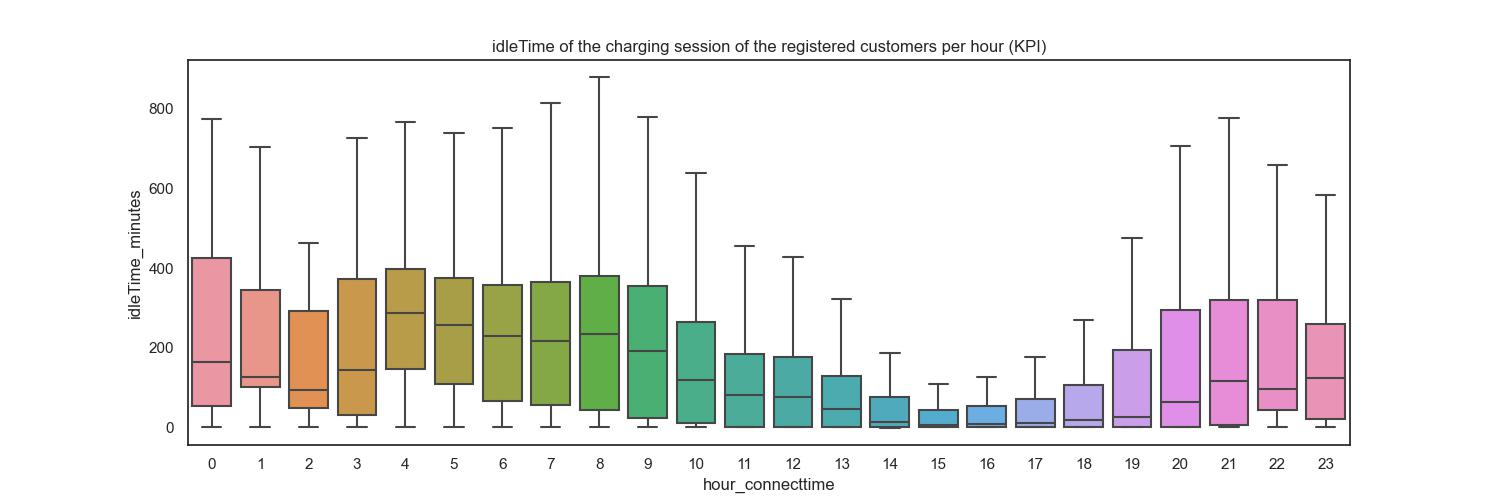 idleTime of the charging session of the registered customers per hour (KPI)
idleTime_minutes
800
600
400
200
0
0 1 2 3 4 5 6 7 8 9 10 11 12 13 14 15 16 17 18 19 20 21 22 23
hour_connecttime